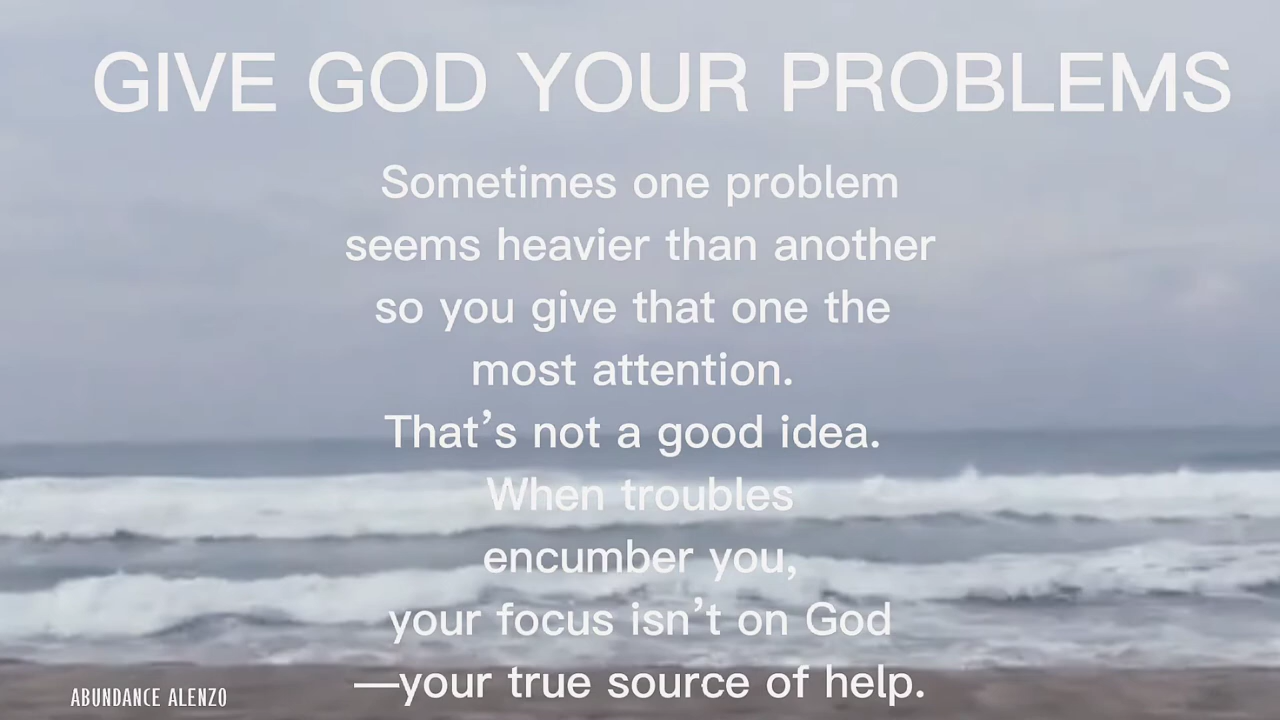 GIVE GOD YOUR PROBLEMS
Sometimes one problem
seems heavier than another
so you give that one the
most attention.
That’s not a good idea.
When troubles
encumber you,
your focus isn’t on God
—your true source of help.
ABUNDANCE ALENZO